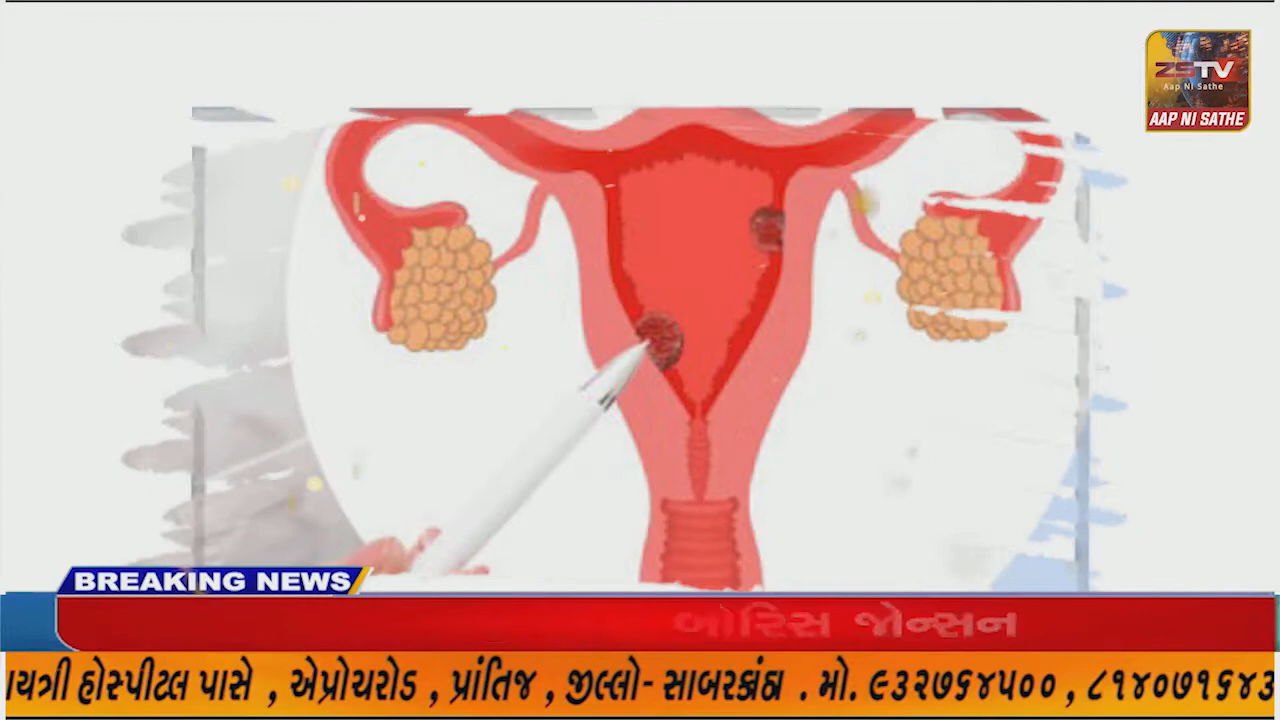 ZSTV
Aap Ni Sathe
AAP NI SATHE
BREAKING NEWS
બોરિસ જોન્સન
ાયત્રી હોસ્પીટલ પાસે , એપ્રોચરોડ , પ્રાંતિજ , જીલ્લો- સાબરકાંઠા . મો. ૯૩૨૭૬૪૫૦૦ , ૮૧૪૦૭૧૬૪૩